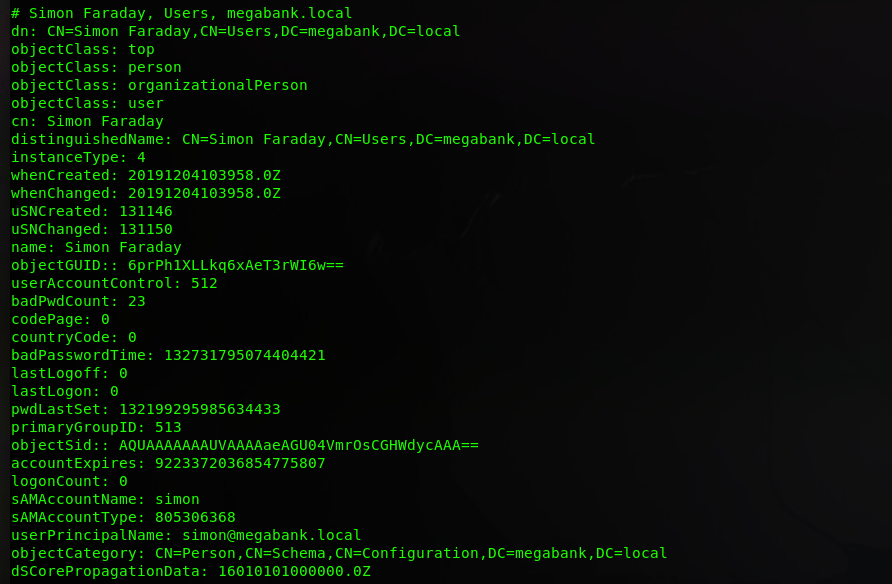 # Simon Faraday, Users, megabank.local
dn: CN=Simon Faraday,CN=Users,DC=megabank,DC=local
objectClass: top
objectClass: person
objectClass: organizationalPerson
objectClass: user
cn: Simon Faraday
distinguishedName: CN=Simon Faraday,CN=Users,DC=megabank,DC=local
instanceType: 4
whenCreated: 20191204103958.0Z
whenChanged: 20191204103958.0Z
uSNCreated: 131146
uSNChanged: 131150
name: Simon Faraday
objectGUID:: 6prPh1XLLkq6xAeT3rWI6w==
userAccountControl: 512
badPwdCount: 23
codePage: 0
countryCode: 0
badPasswordTime: 132731795074404421
lastLogoff: 0
lastLogon: 0
pwdLastSet: 132199295985634433
primaryGroupID: 513
objectSid:: AQUAAAAAAAUVAAAAaeAGU04VmrOsCGHWdycAAA==
accountExpires: 9223372036854775807
logonCount: 0
sAMAccountName: simon
sAMAccountType: 805306368
userPrincipalName: simon@megabank.local
objectCategory: CN=Person,CN=Schema,CN=Configuration,DC=megabank,DC=local
dSCorePropagationData: 16010101000000.0Z